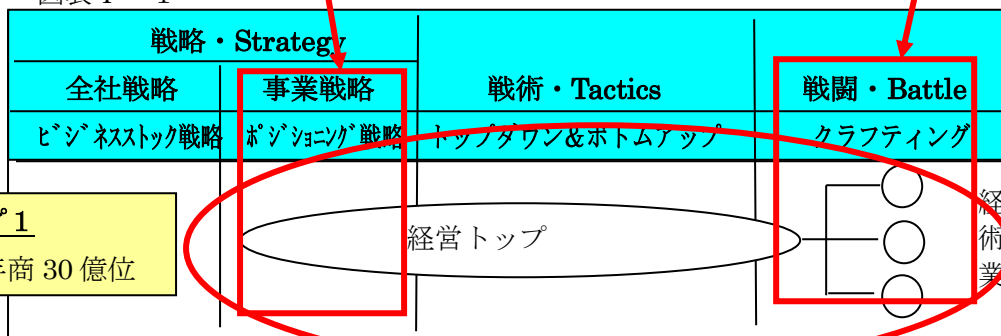 戦略・Strategy
全社戦略 事業戦略 戦術・Tactics 戦闘・Battle
ビジネスストック戦略 ポジショニング戦略 トップダウン&ボトムアップ クラフティング
プ1
年商 30 億位
経営トップ
経
術
業